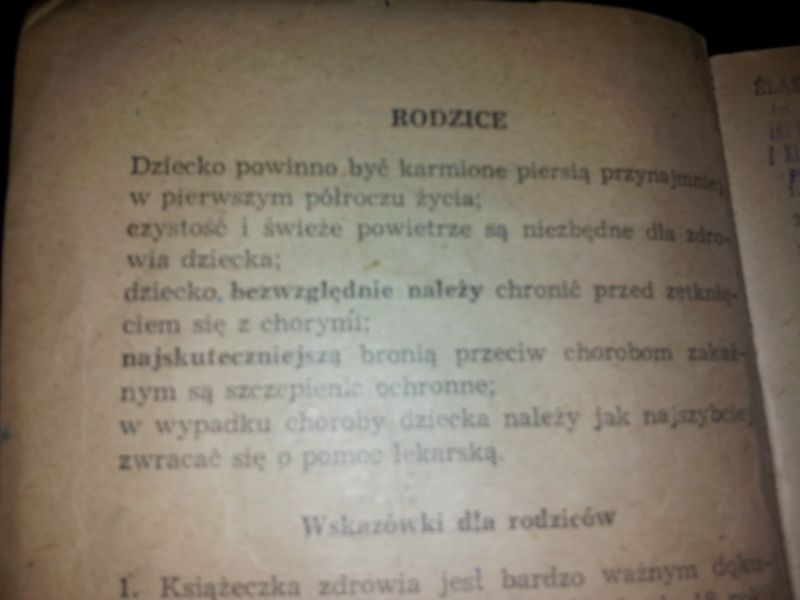 RODZICE
Dziecko powinno być karmione piersią przynajmniej
w pierwszym półroczu życia;
czystość i świeże powietrze są niezbędne dla zdro-
wia dziecka;
dziecko bezwzględnie należy chronić przed zetknię-
ciem się z chorymi;
najskuteczniejszą bronią przeciw chorobom zakaź-
nym są szczepienia ochronne;
w wypadku choroby dziecka należy jak najszybciej
zwracać się o pomoc lekarską.
Wskazówki dla rodziców
1. Książeczka zdrowia jest bardzo ważnym doku-